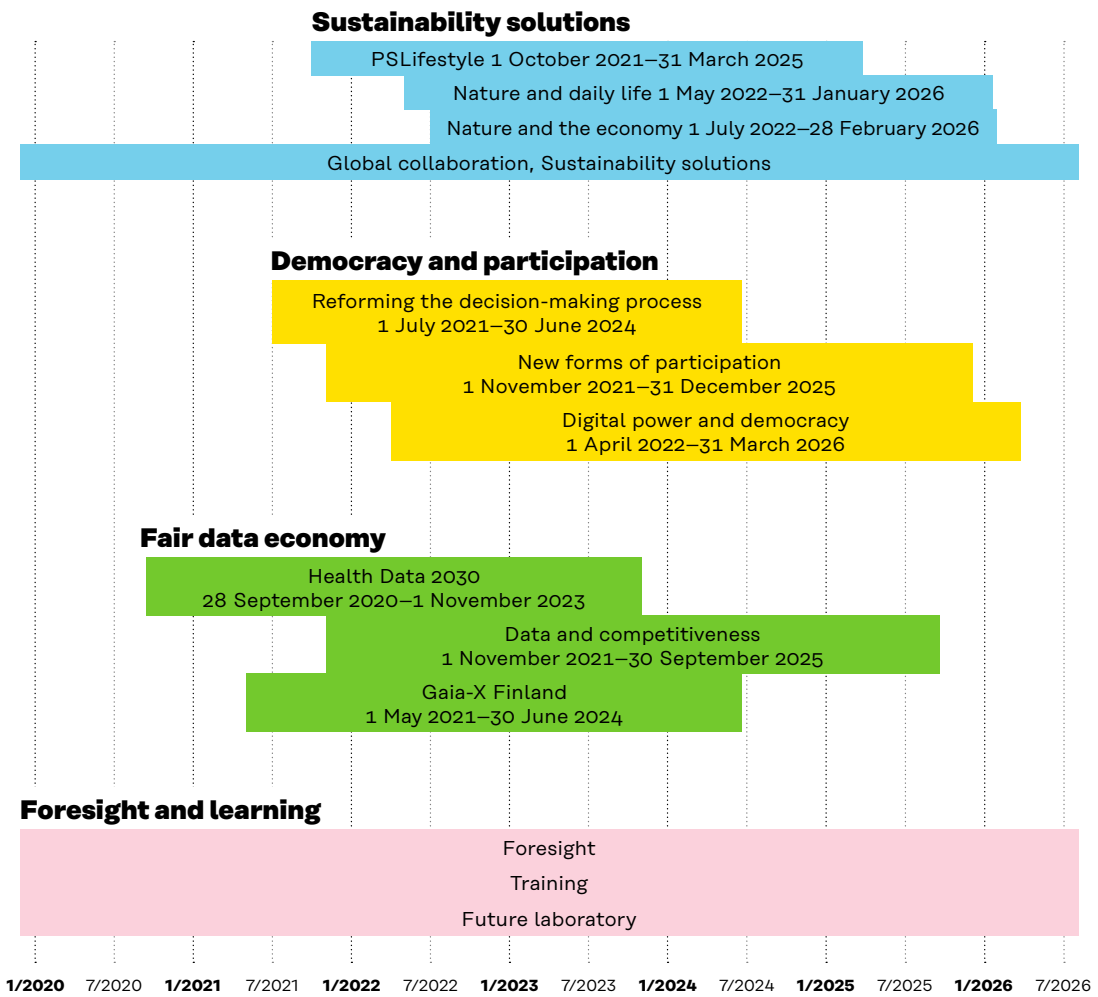 Sustainability solutions
PSLifestyle 1 October 2021–31 March 2025
Nature and daily life 1 May 2022–31 January 2026
Nature and the economy 1 July 2022–28 February 2026
Global collaboration, Sustainability solutions
Democracy and participation
Reforming the decision-making process
1 July 2021–30 June 2024
New forms of participation
1 November 2021–31 December 2025
Digital power and democracy
1 April 2022–31 March 2026
Fair data economy
Health Data 2030
28 September 2020–1 November 2023
Data and competitiveness
1 November 2021–30 September 2025
Gaia-X Finland
1 May 2021–30 June 2024
Foresight and learning
Foresight
Training
Future laboratory
1/2020 7/2020 1/2021 7/2021 1/2022 7/2022 1/2023 7/2023 1/2024 7/2024 1/2025 7/2025 1/2026 7/2026